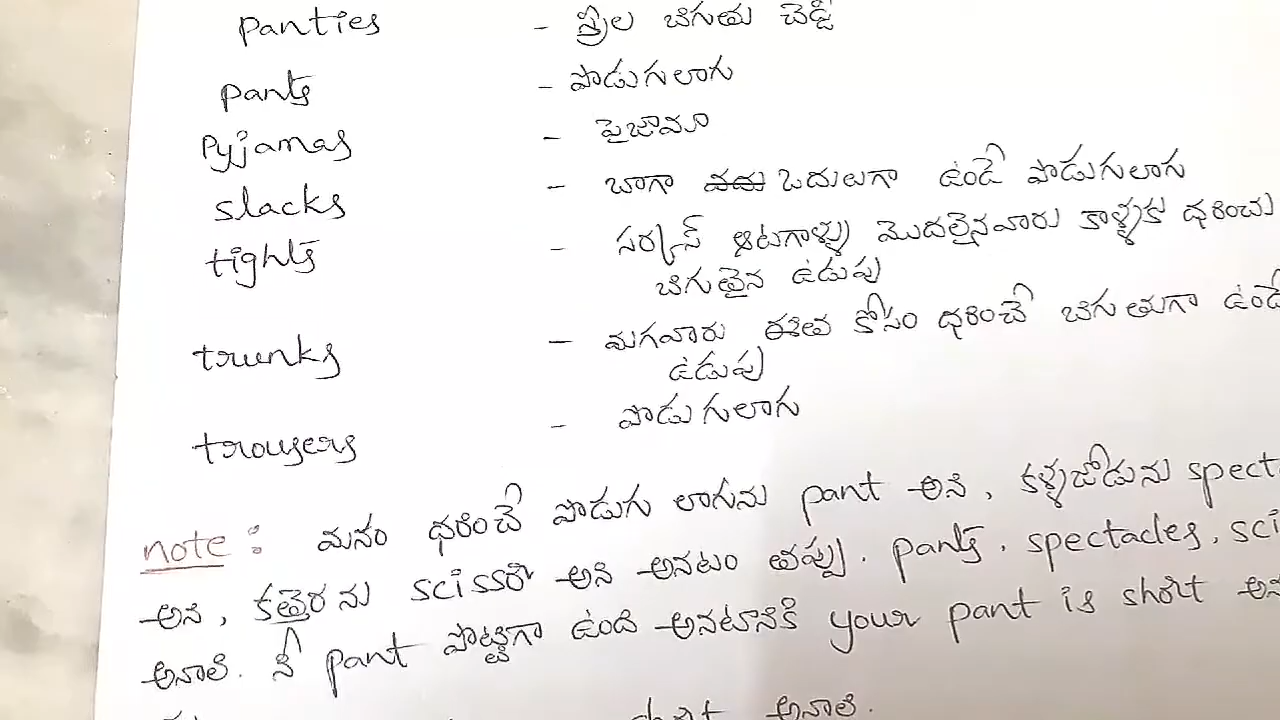 panties - స్త్రీల బిగుతు చెడ్డీ
pants - పొడుగులాగు
Pyjamas - పైజామా
slacks - బాగా ఒదులుగా ఉండే పొడుగులాగు
tights - సర్కస్ ఆటగాళ్ళు మొదలైనవారు కాళ్ళకు ధరించు
బిగుతైన ఉడుపు
trunks - మగవారు ఈత కోసం ధరించే బిగుతుగా ఉండే
ఉడుపు
trousers - పొడుగులాగు
note : మనం ధరించే పొడుగు లాగును pant అని, కళ్ళజోడును spect
అని, కత్తెరను scissor అని అనటం తప్పు. pants, spectacles, sci
అనాలి. నీ pant పొట్టిగా ఉంది అనటానికి your pant is short అన
short అనాలి.